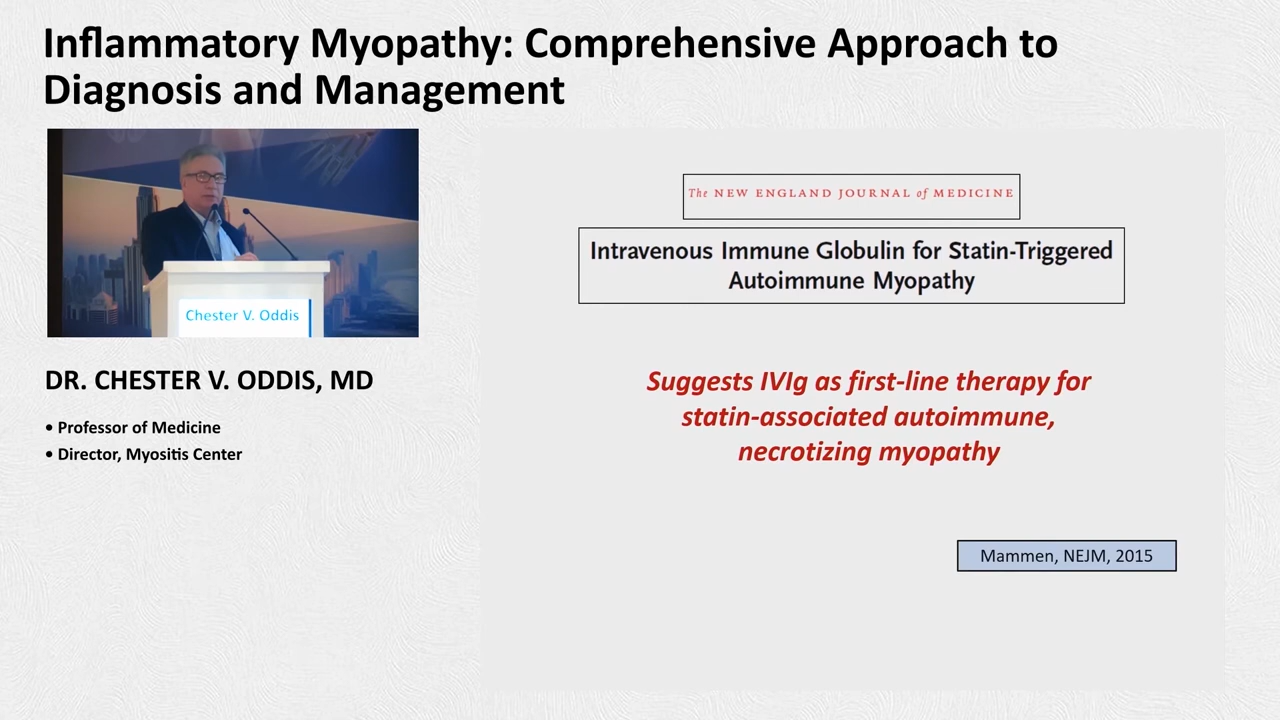 Inflammatory Myopathy: Comprehensive Approach to
Diagnosis and Management
Chester V. Oddis
DR. CHESTER V. ODDIS, MD
• Professor of Medicine
• Director, Myositis Center
The NEW ENGLAND JOURNAL of MEDICINE
Intravenous Immune Globulin for Statin-Triggered
Autoimmune Myopathy
Suggests IVIg as first-line therapy for
statin-associated autoimmune,
necrotizing myopathy
Mammen, NEJM, 2015